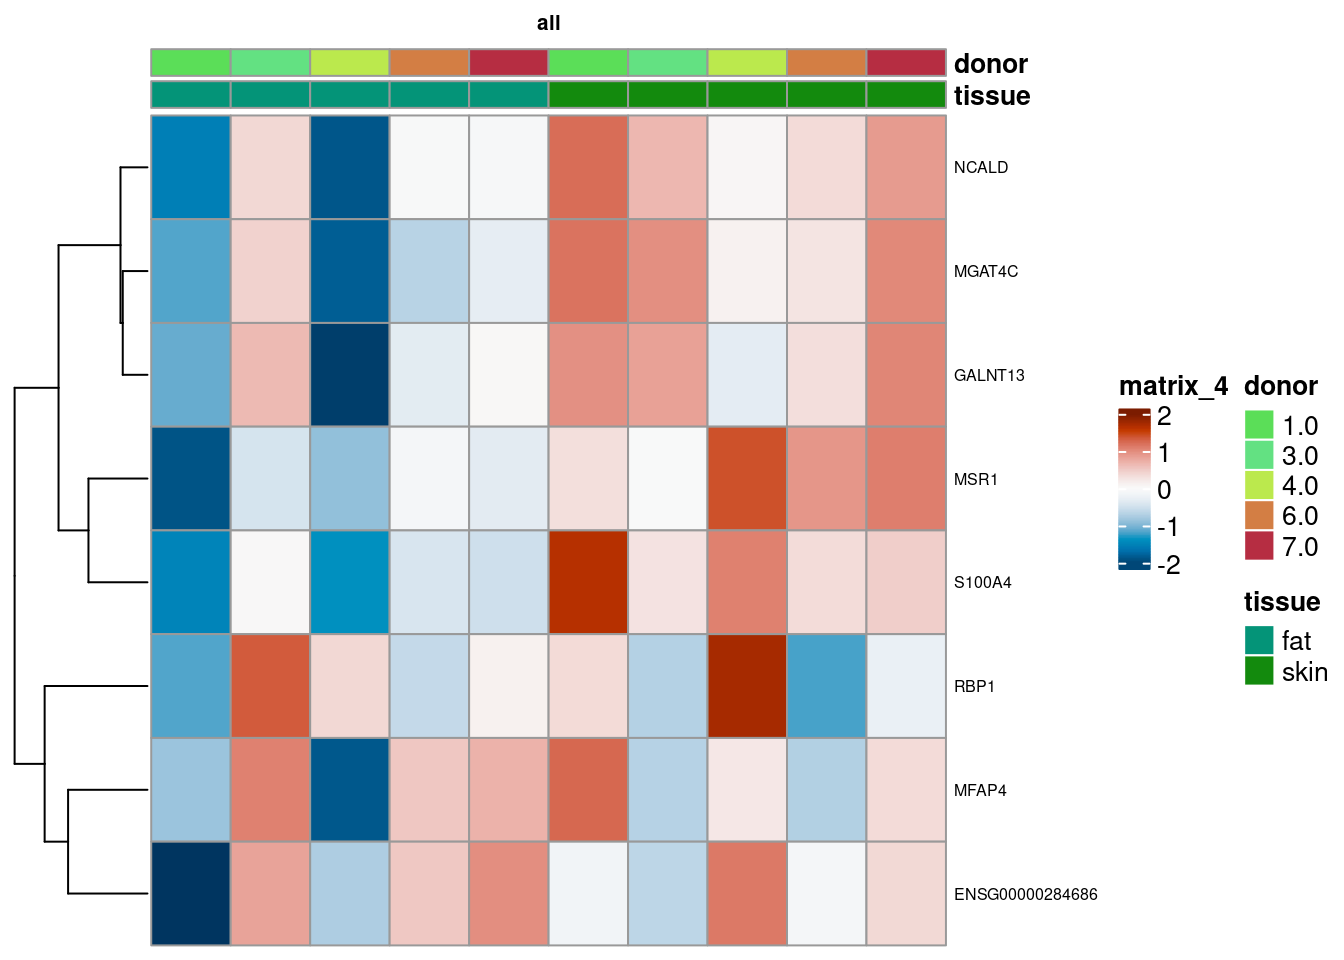 all
donor
tissue
NCALD
MGAT4C
GALNT13
MSR1
S100A4
RBP1
MFAP4
ENSG00000284686
matrix_4
2
1
0
-1
-2
donor
1.0
3.0
4.0
6.0
7.0
tissue
fat
skin